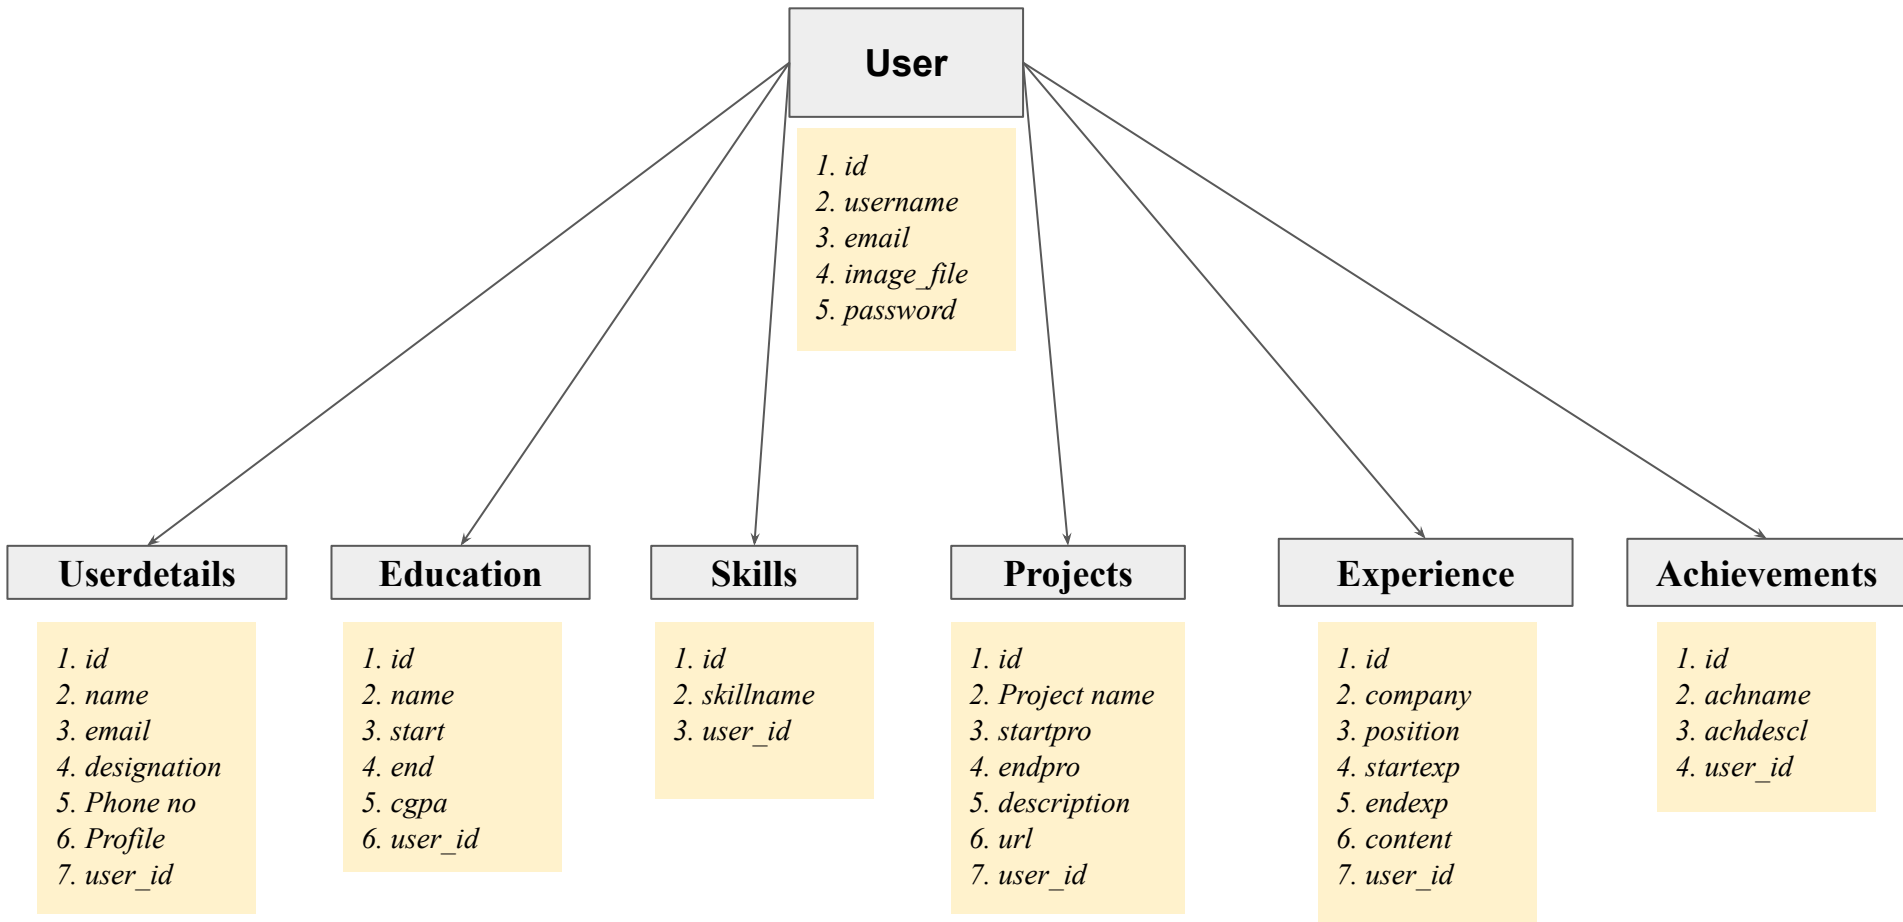 User
1. id
2. username
3. email
4. image_file
5. password
Userdetails
1. id
2. name
3. email
4. designation
5. Phone no
6. Profile
7. user_id
Education
1. id
2. name
3. start
4. end
5. cgpa
6. user_id
Skills
1. id
2. skillname
3. user_id
Projects
1. id
2. Project name
3. startpro
4. endpro
5. description
6. url
7. user_id
Experience
1. id
2. company
3. position
4. startexp
5. endexp
6. content
7. user_id
Achievements
1. id
2. achname
3. achdescl
4. user_id